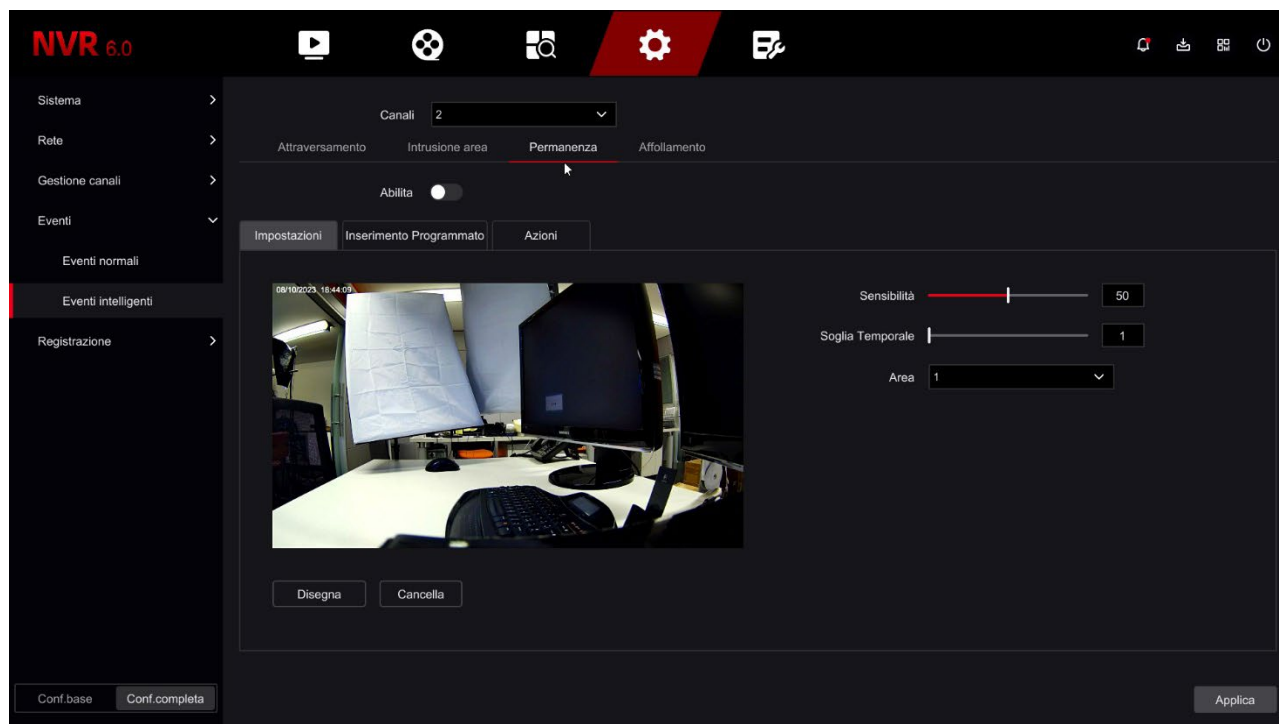 NVR 6.0
Sistema
Rete
Gestione canali
Eventi
Eventi normali
Eventi intelligenti
Registrazione
Conf.base Conf.completa
Canali 2
Attraversamento Intrusione area Permanenza Affollamento
Abilita
Impostazioni Inserimento Programmato Azioni
08/10/2023 16:44:09
Sensibilità 50
Soglia Temporale 1
Area 1
Disegna Cancella
Applica